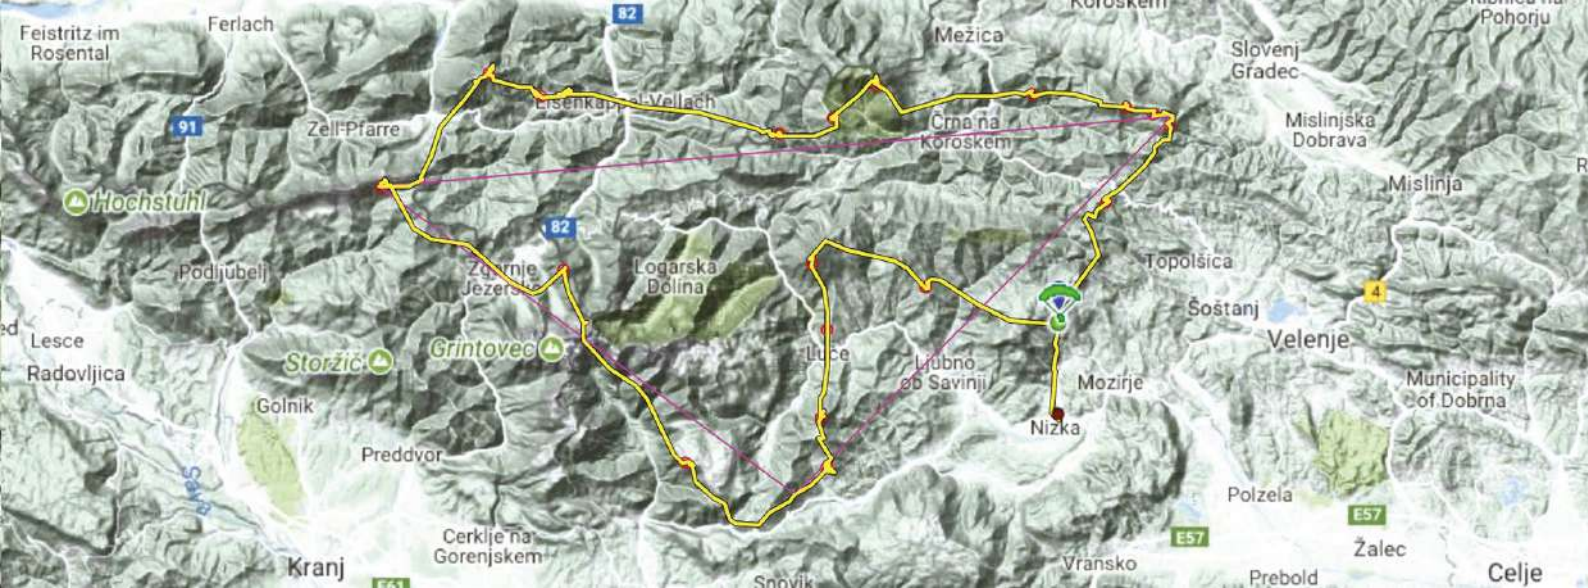 Koroškem
Pohorju
82
Ferlach
Feistritz im
Rosental
Mežica
Slovenj
Gradec
91
Zell-Pfarre
Eisenkappel-Vellach
Črna na
Koroškem
Mislinjska
Dobrava
Mislinja
Hochstuhl
82
Podljubelj
Zgornje
Jezersko
Logarska
Dolina
Topolšica
4
Šoštanj
Velenje
Lesce
Radovljica
Storžič
Grintovec
Luče
Ljubno
ob Savinji
Mozirje
Municipality
of Dobrna
Golnik
Nizka
Preddvor
Sava
Polzela
E57
E57
Cerklje na
Gorenjskem
Žalec
Kranj
Vransko
Prebold
Celje
E61
Snovik